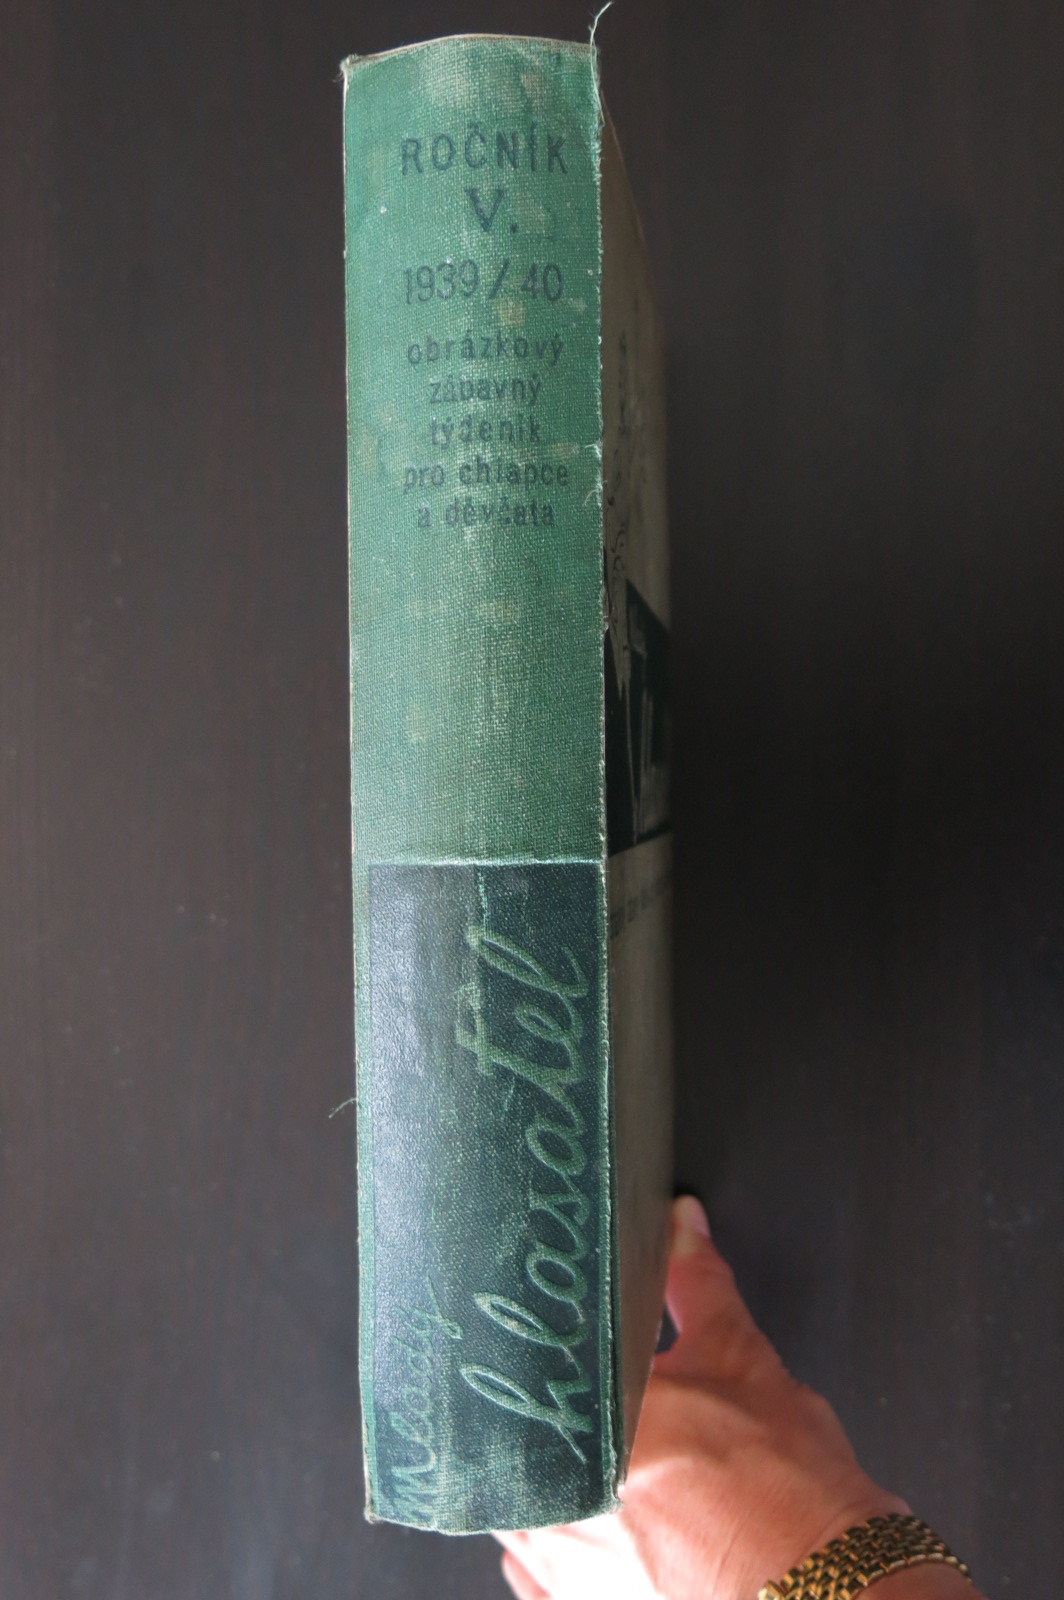 ROČNÍK
V.
1939/40
obrázkový
zábavný
týdeník
pro chlapce
a děvčata
mladý
hlasatel